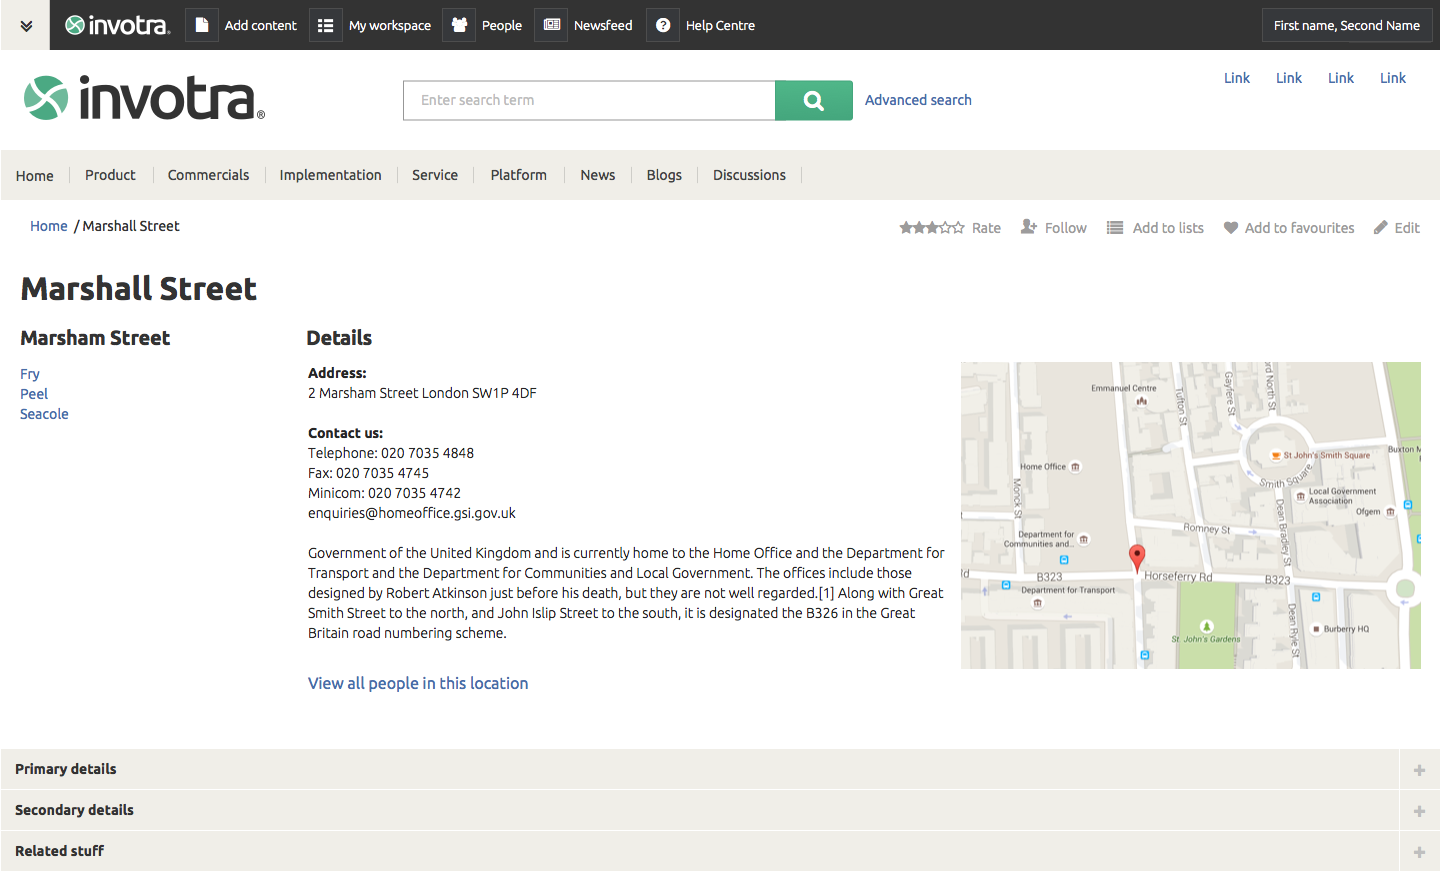 invotra®
Add content
My workspace
People
Newsfeed
Help Centre
First name, Second Name
invotra®
Enter search term
Advanced search
Link
Link
Link
Link
Home
Product
Commercials
Implementation
Service
Platform
News
Blogs
Discussions
Home / Marshall Street
Rate
Follow
Add to lists
Add to favourites
Edit
Marshall Street
Marsham Street
Fry
Peel
Seacole
Details
Address:
2 Marsham Street London SW1P 4DF
Contact us:
Telephone: 020 7035 4848
Fax: 020 7035 4745
Minicom: 020 7035 4742
enquiries@homeoffice.gsi.gov.uk
Government of the United Kingdom and is currently home to the Home Office and the Department for
Transport and the Department for Communities and Local Government. The offices include those
designed by Robert Atkinson just before his death, but they are not well regarded.[1] Along with Great
Smith Street to the north, and John Islip Street to the south, it is designated the B326 in the Great
Britain road numbering scheme.
View all people in this location
Emmanuel Centre
Tufton St
Gayfere St
ord North St
St John's Smith Square
Buxton M
Smith Square
Home Office
Monck St
Local Government
Association
Ofgem
Dean Bradley St
Romney St
Department for
Communities and...
Rd
B323
Horseferry Rd
B323
Department for Transport
Dean Ryle St
Burberry HQ
St. John's Gardens
Primary details
Secondary details
Related stuff